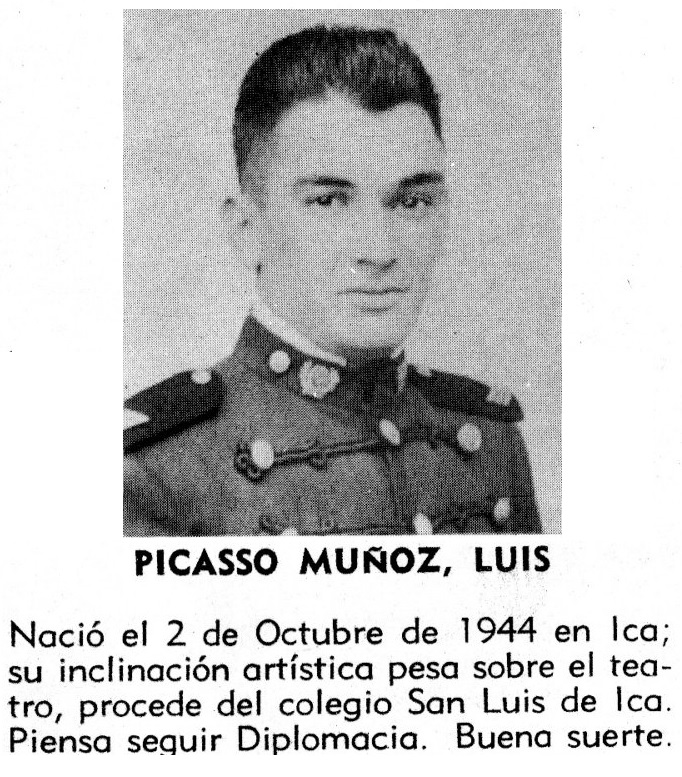 PICASSO MUÑOZ, LUIS
Nació el 2 de Octubre de 1944 en Ica;
su inclinación artística pesa sobre el tea-
tro, procede del colegio San Luis de Ica.
Piensa seguir Diplomacia. Buena suerte.